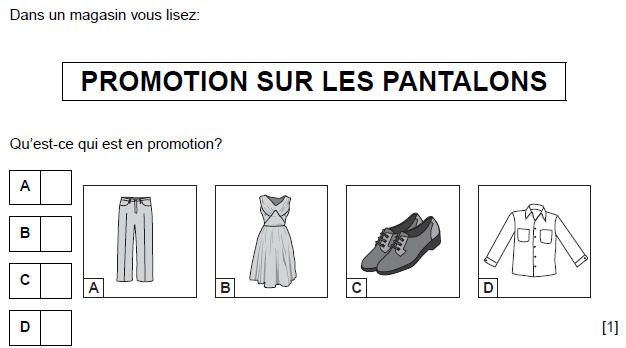 Dans un magasin vous lisez:
PROMOTION SUR LES PANTALONS
Qu'est-ce qui est en promotion?
A
B
C
D
A
B
C
D
[1]